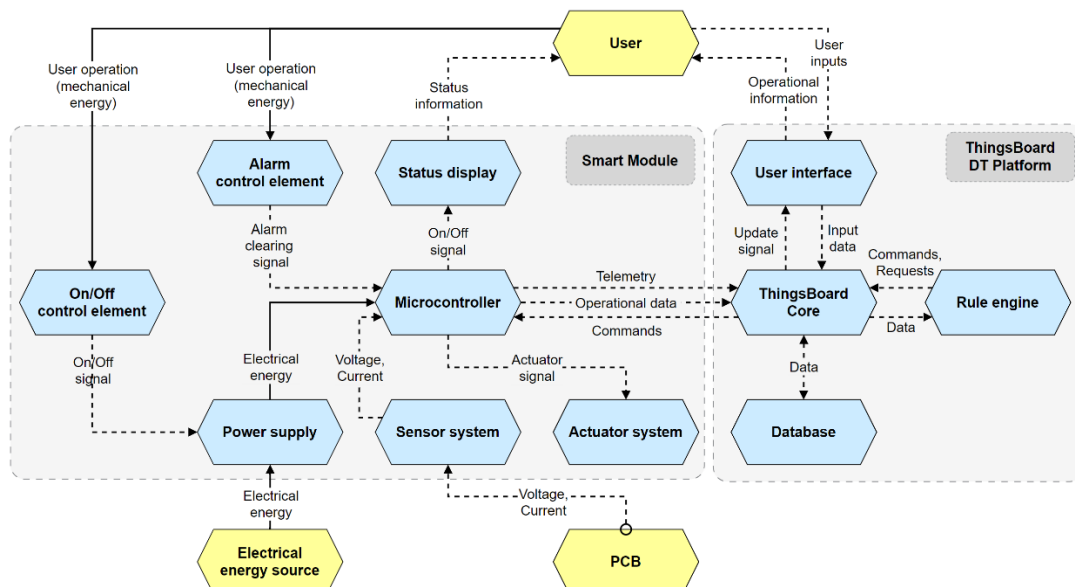 User
User operation
(mechanical
energy)
User operation
(mechanical
energy)
Status
information
Operational
information
User
inputs
Smart Module
ThingsBoard
DT Platform
Alarm
control element
Status display
User interface
Alarm
clearing
signal
On/Off
signal
Update
signal
Input
data
Commands,
Requests
On/Off
control element
Microcontroller
Telemetry
Operational data
Commands
ThingsBoard
Core
Rule engine
Data
On/Off
signal
Electrical
energy
Voltage,
Current
Actuator
signal
Data
Power supply
Sensor system
Actuator system
Database
Electrical
energy
Voltage,
Current
Electrical
energy source
PCB